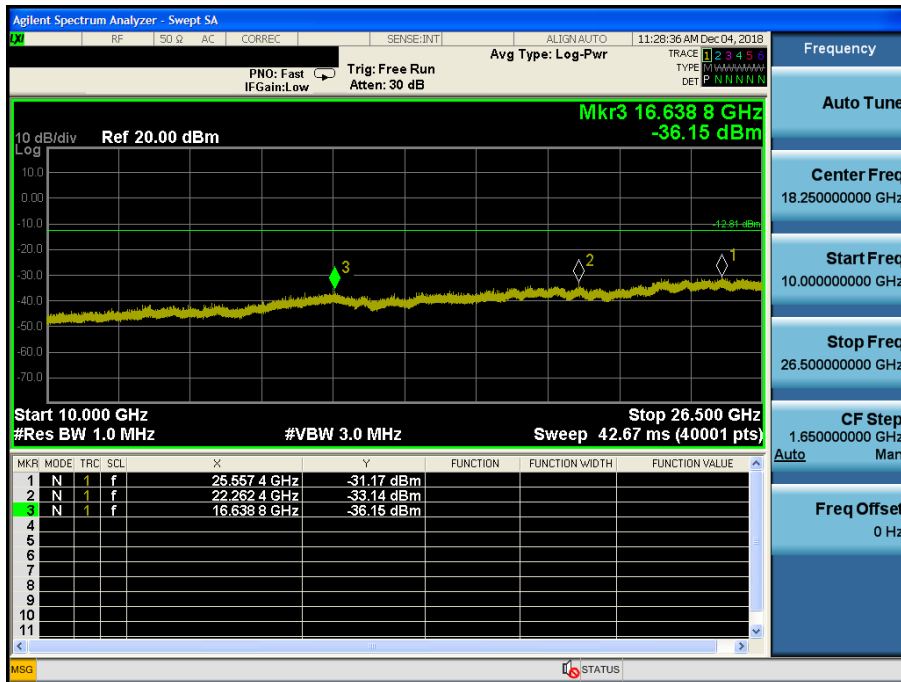 Agilent Spectrum Analyzer - Swept SA
LXI RF 50 Ω AC CORREC SENSE:INT ALIGN AUTO 11:28:36 AM Dec 04, 2018
Avg Type: Log-Pwr
TRACE 1 2 3 4 5 6
TYPE M W W W W W
DET P N N N N N
PNO: Fast
IFGain:Low
Trig: Free Run
Atten: 30 dB
Mkr3 16.638 8 GHz
-36.15 dBm
10 dB/div Ref 20.00 dBm
Log
10.0
0.00
-10.0
-12.81 dBm
-20.0
-30.0
-40.0
-50.0
-60.0
-70.0
3
2
1
Start 10.000 GHz Stop 26.500 GHz
#Res BW 1.0 MHz #VBW 3.0 MHz Sweep 42.67 ms (40001 pts)
MKR MODE TRC SCL X Y FUNCTION FUNCTION WIDTH FUNCTION VALUE
1 N 1 f 25.557 4 GHz -31.17 dBm
2 N 1 f 22.262 4 GHz -33.14 dBm
3 N 1 f 16.638 8 GHz -36.15 dBm
4
5
6
7
8
9
10
11
MSG STATUS
Frequency
Auto Tune
Center Freq
18.250000000 GHz
Start Freq
10.000000000 GHz
Stop Freq
26.500000000 GHz
CF Step
1.650000000 GHz
Auto Man
Freq Offset
0 Hz